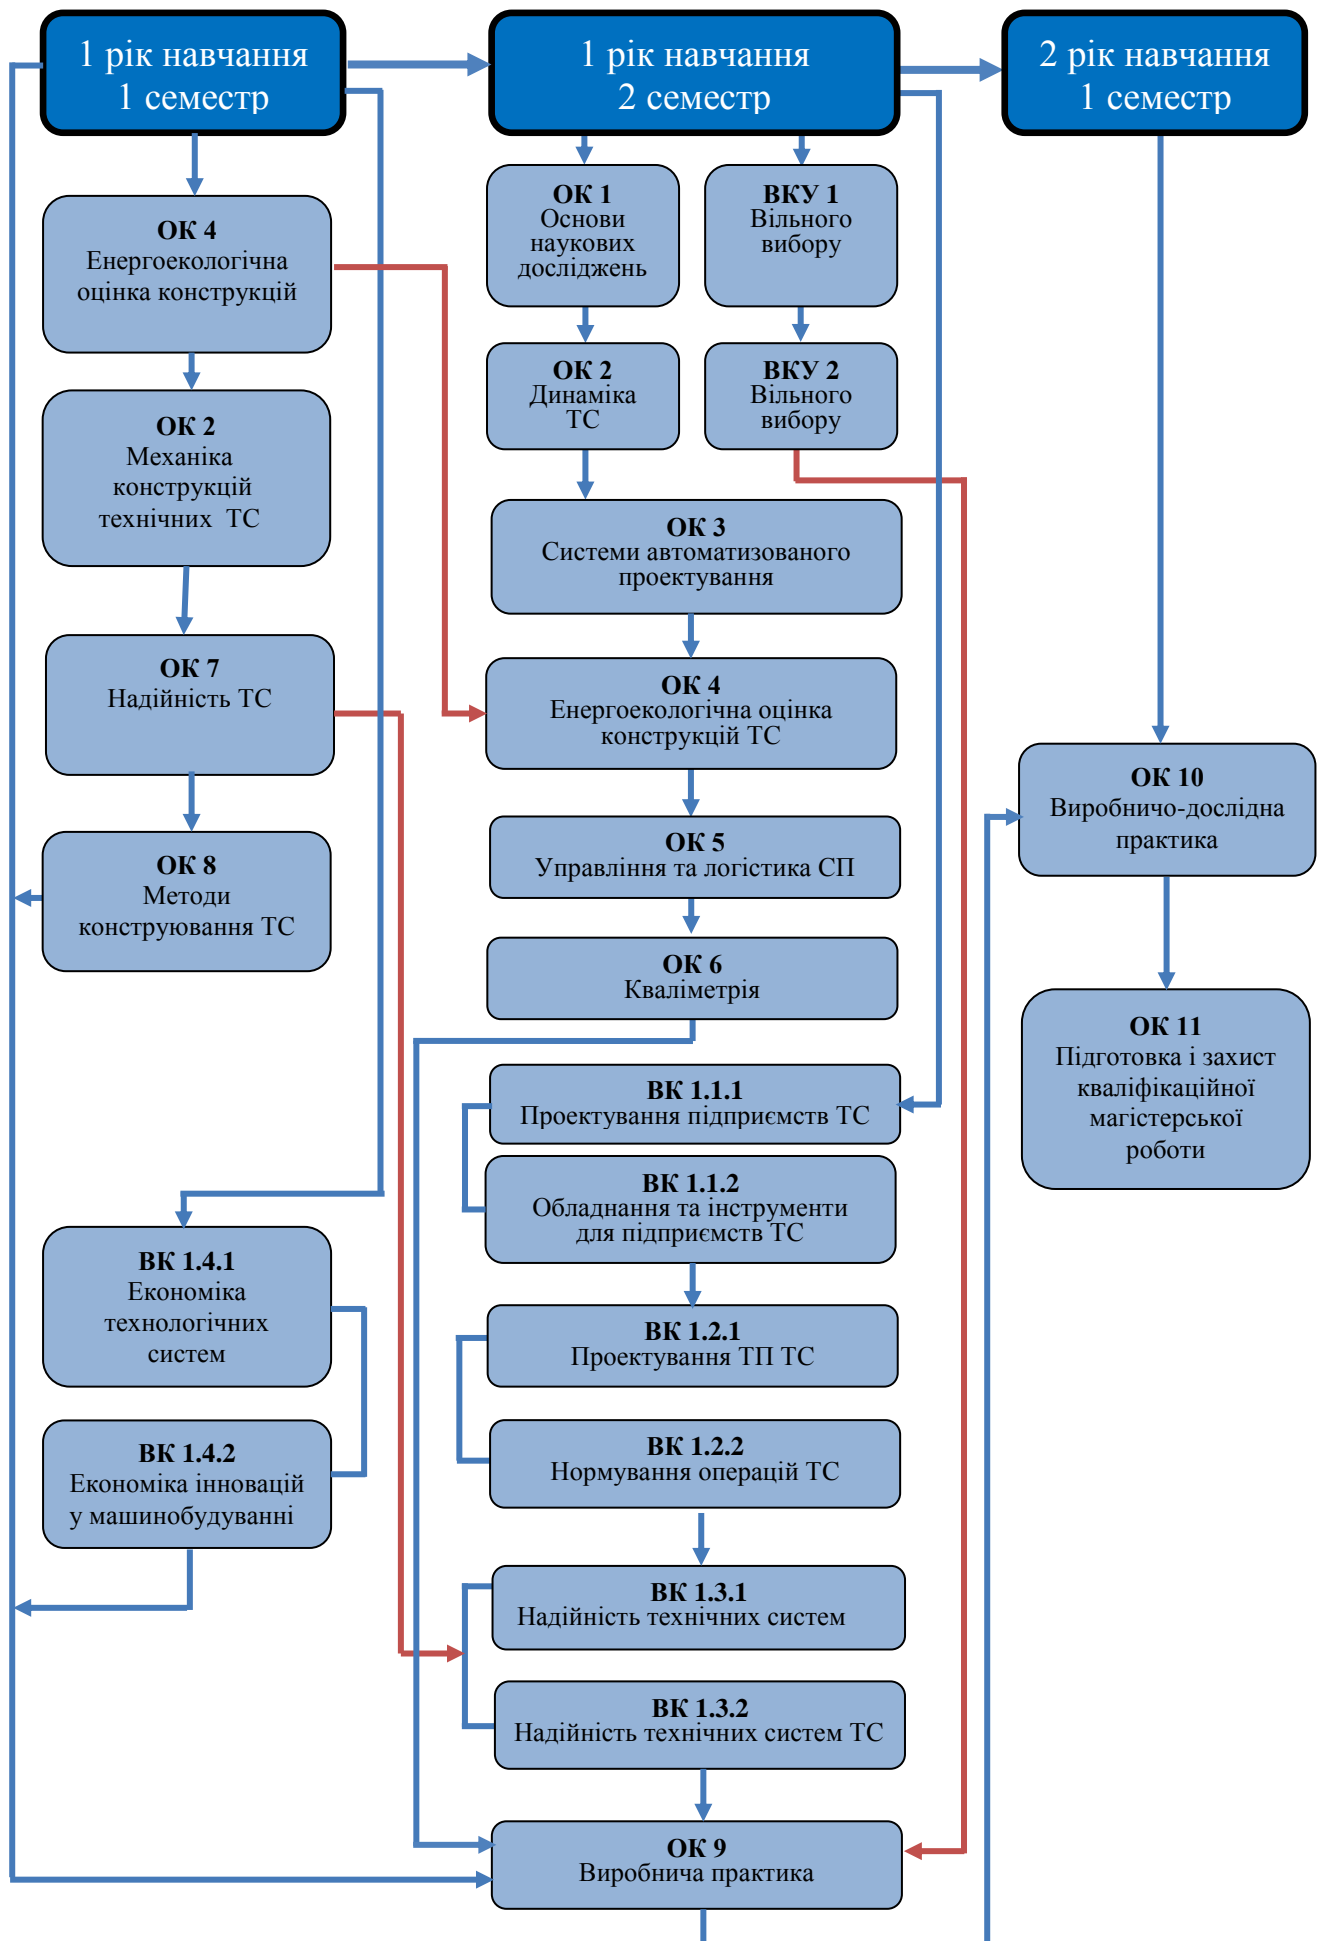 1 рік навчання
1 семестр
1 рік навчання
2 семестр
2 рік навчання
1 семестр
ОК 4
Енергоекологічна
оцінка конструкцій
ОК 2
Механіка
конструкцій
технічних ТС
ОК 7
Надійність ТС
ОК 8
Методи
конструювання ТС
ВК 1.4.1
Економіка
технологічних
систем
ВК 1.4.2
Економіка інновацій
у машинобудуванні
ОК 1
Основи
наукових
досліджень
ВКУ 1
Вільного
вибору
ОК 2
Динаміка
ТС
ВКУ 2
Вільного
вибору
ОК 3
Системи автоматизованого
проектування
ОК 4
Енергоекологічна оцінка
конструкцій ТС
ОК 5
Управління та логістика СП
ОК 6
Кваліметрія
ВК 1.1.1
Проектування підприємств ТС
ВК 1.1.2
Обладнання та інструменти
для підприємств ТС
ВК 1.2.1
Проектування ТП ТС
ВК 1.2.2
Нормування операцій ТС
ВК 1.3.1
Надійність технічних систем
ВК 1.3.2
Надійність технічних систем ТС
ОК 9
Виробнича практика
ОК 10
Виробничо-дослідна
практика
ОК 11
Підготовка і захист
кваліфікаційної
магістерської
роботи